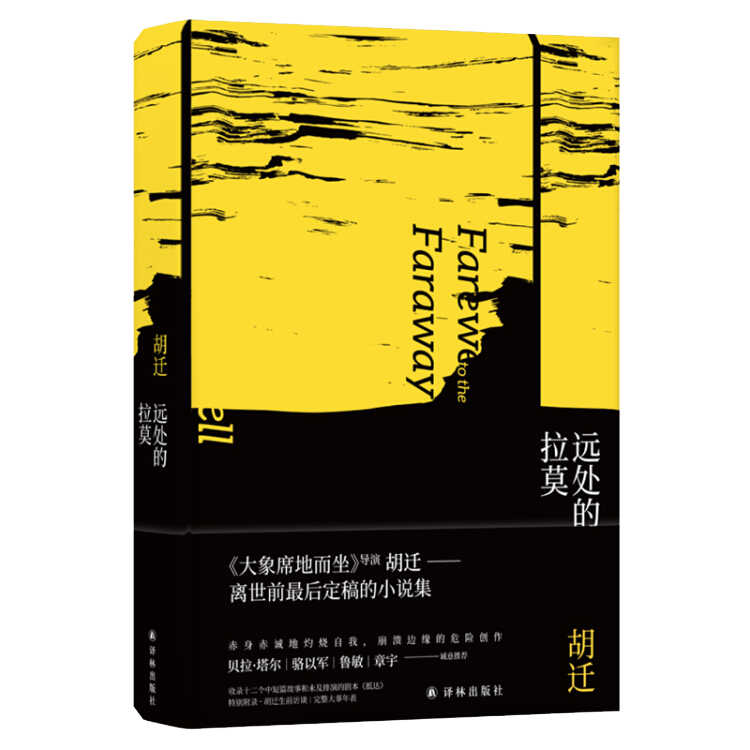 胡迁
远处的
拉莫
Farewell
to the
Faraway
ell
远处的
拉莫
《大象席地而坐》导演 胡迁——
离世前最后定稿的小说集
赤身赤诚地灼烧自我，崩溃边缘的危险创作
贝拉·塔尔|骆以军|鲁敏|章宇——诚意推荐
收录十二个中短篇故事和未及排演的剧本《抵达》
特别附录-胡迁生前访谈|完整大事年表
胡迁
译林出版社
译林出版社